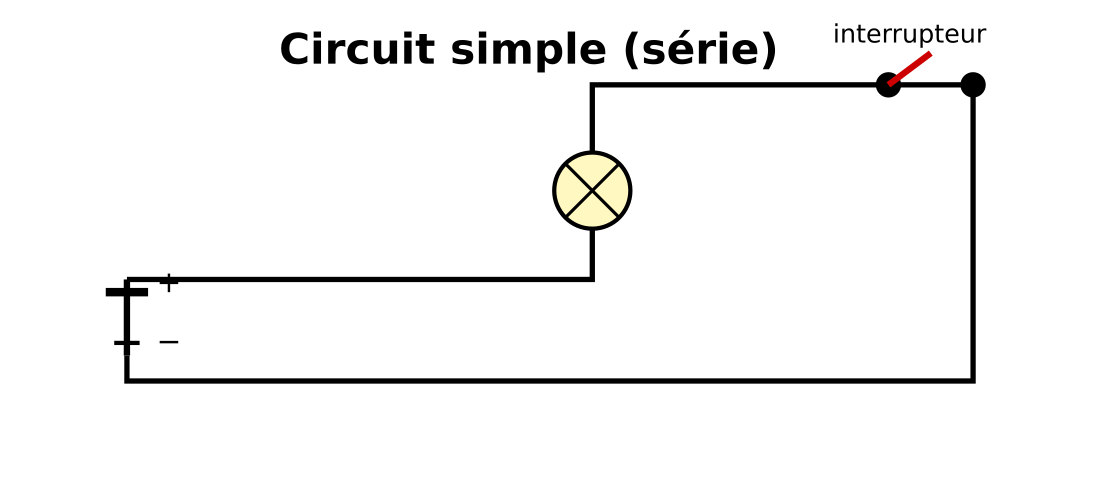 Circuit simple (série)
interrupteur
+
−